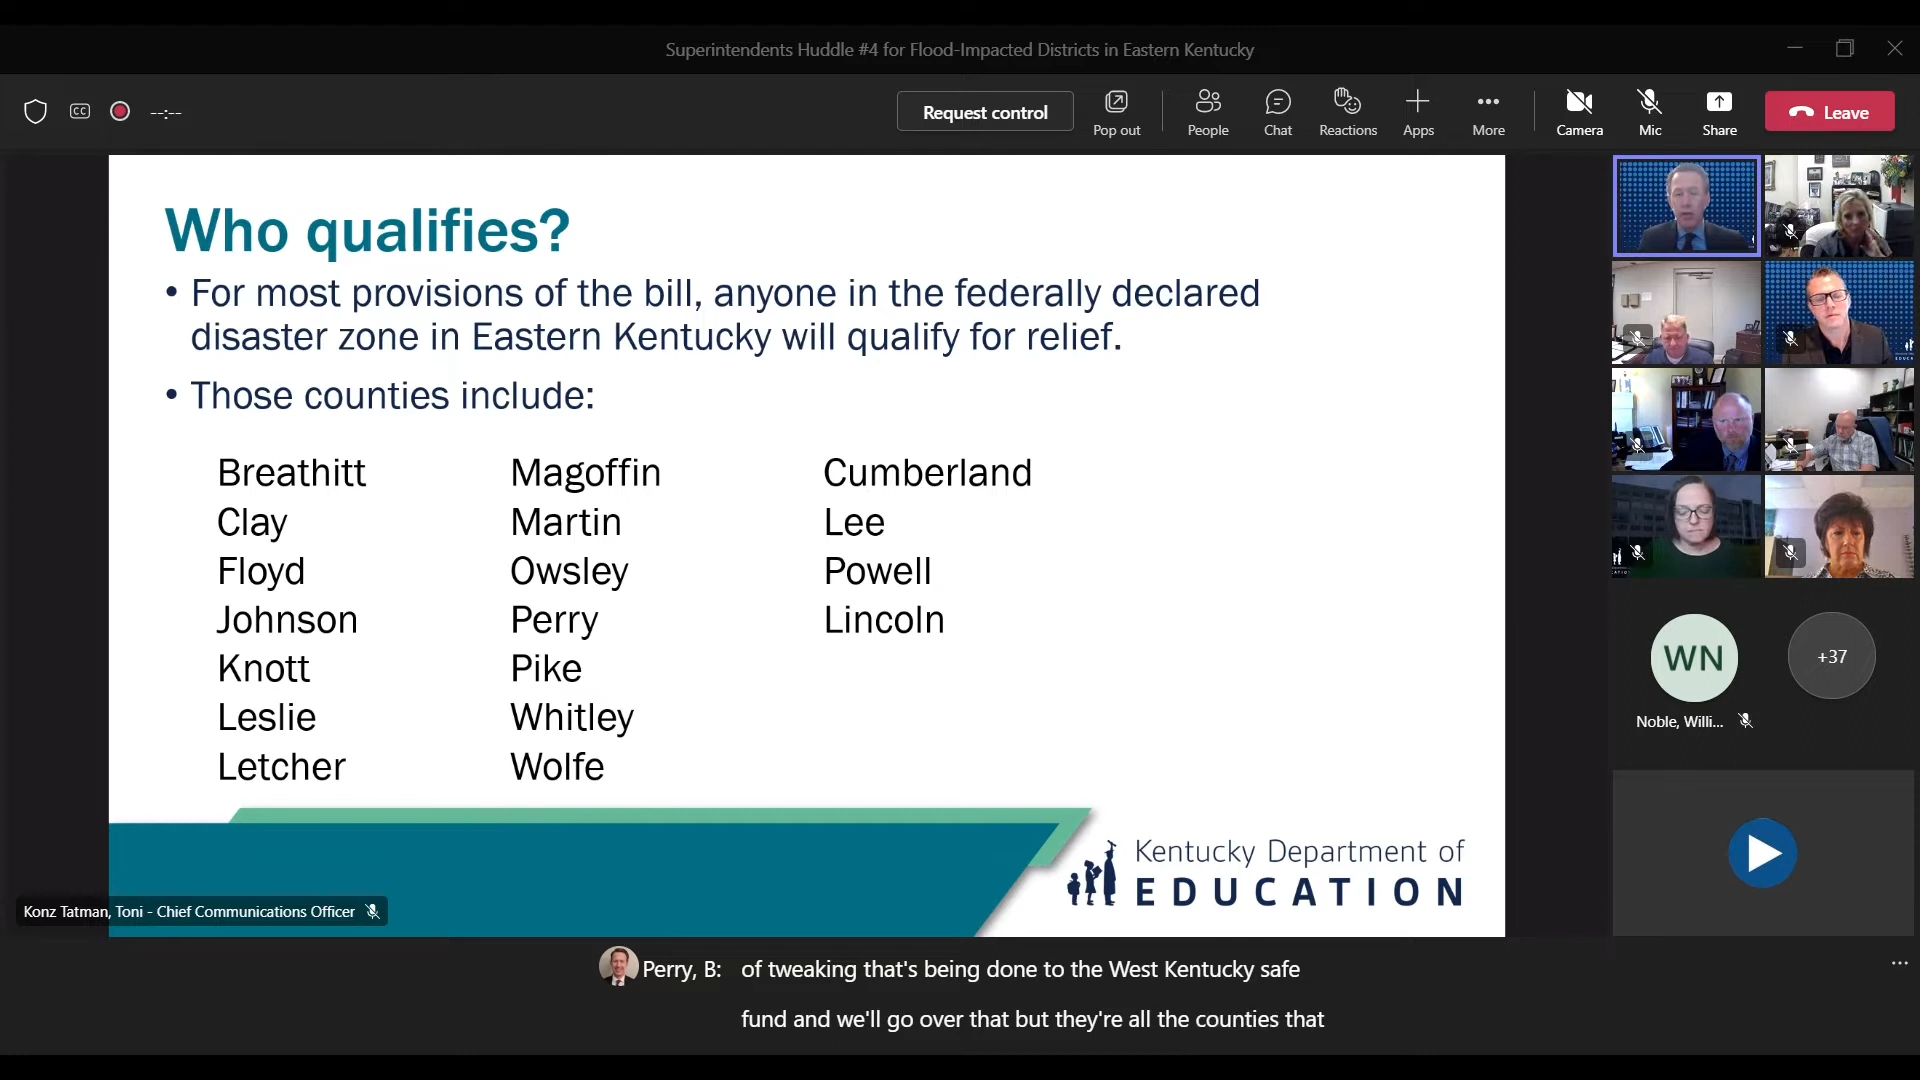 Superintendents Huddle #4 for Flood-Impacted Districts in Eastern Kentucky
CC
--:--
Request control
Pop out
People
Chat
Reactions
Apps
More
Camera
Mic
Share
Leave
Who qualifies?
• For most provisions of the bill, anyone in the federally declared
disaster zone in Eastern Kentucky will qualify for relief.
• Those counties include:
Breathitt
Clay
Floyd
Johnson
Knott
Leslie
Letcher
Magoffin
Martin
Owsley
Perry
Pike
Whitley
Wolfe
Cumberland
Lee
Powell
Lincoln
Kentucky Department of
EDUCATION
Konz Tatman, Toni - Chief Communications Officer
WN
+37
Noble, Willi...
Perry, B: of tweaking that's being done to the West Kentucky safe
fund and we'll go over that but they're all the counties that